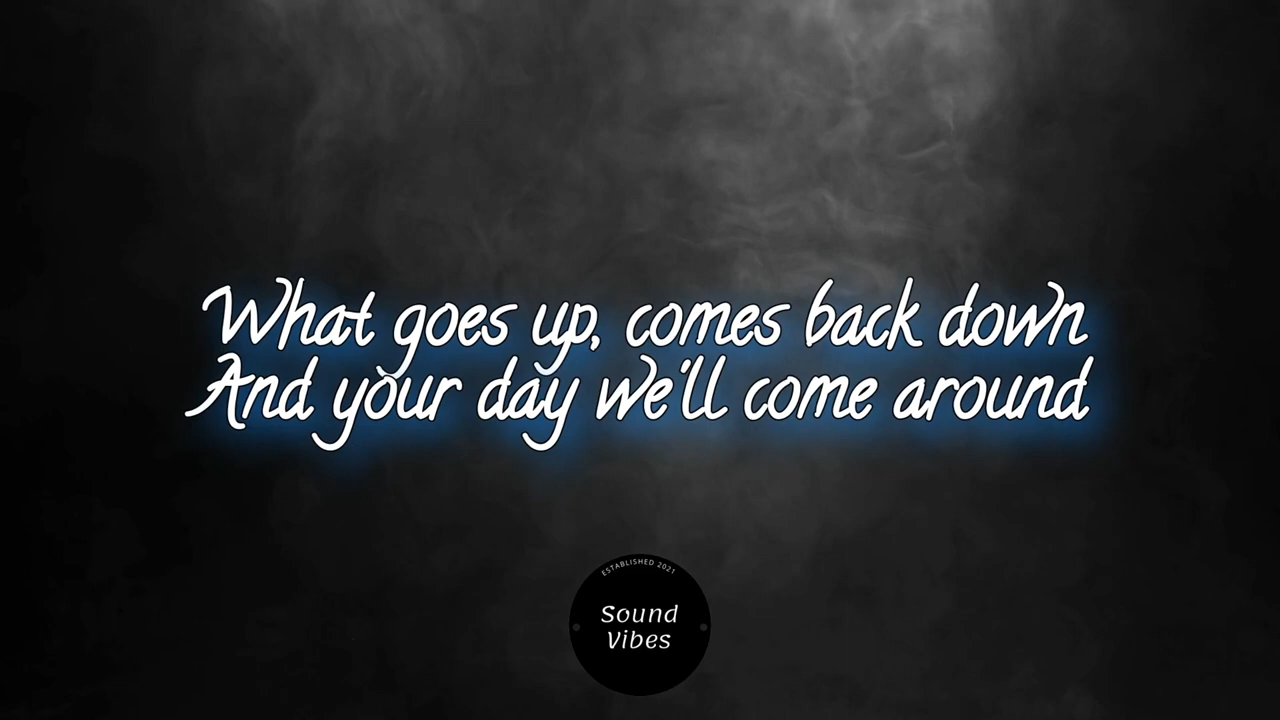 What goes up, comes back down
And your day we'll come around
ESTABLISHED 2021
Sound
Vibes